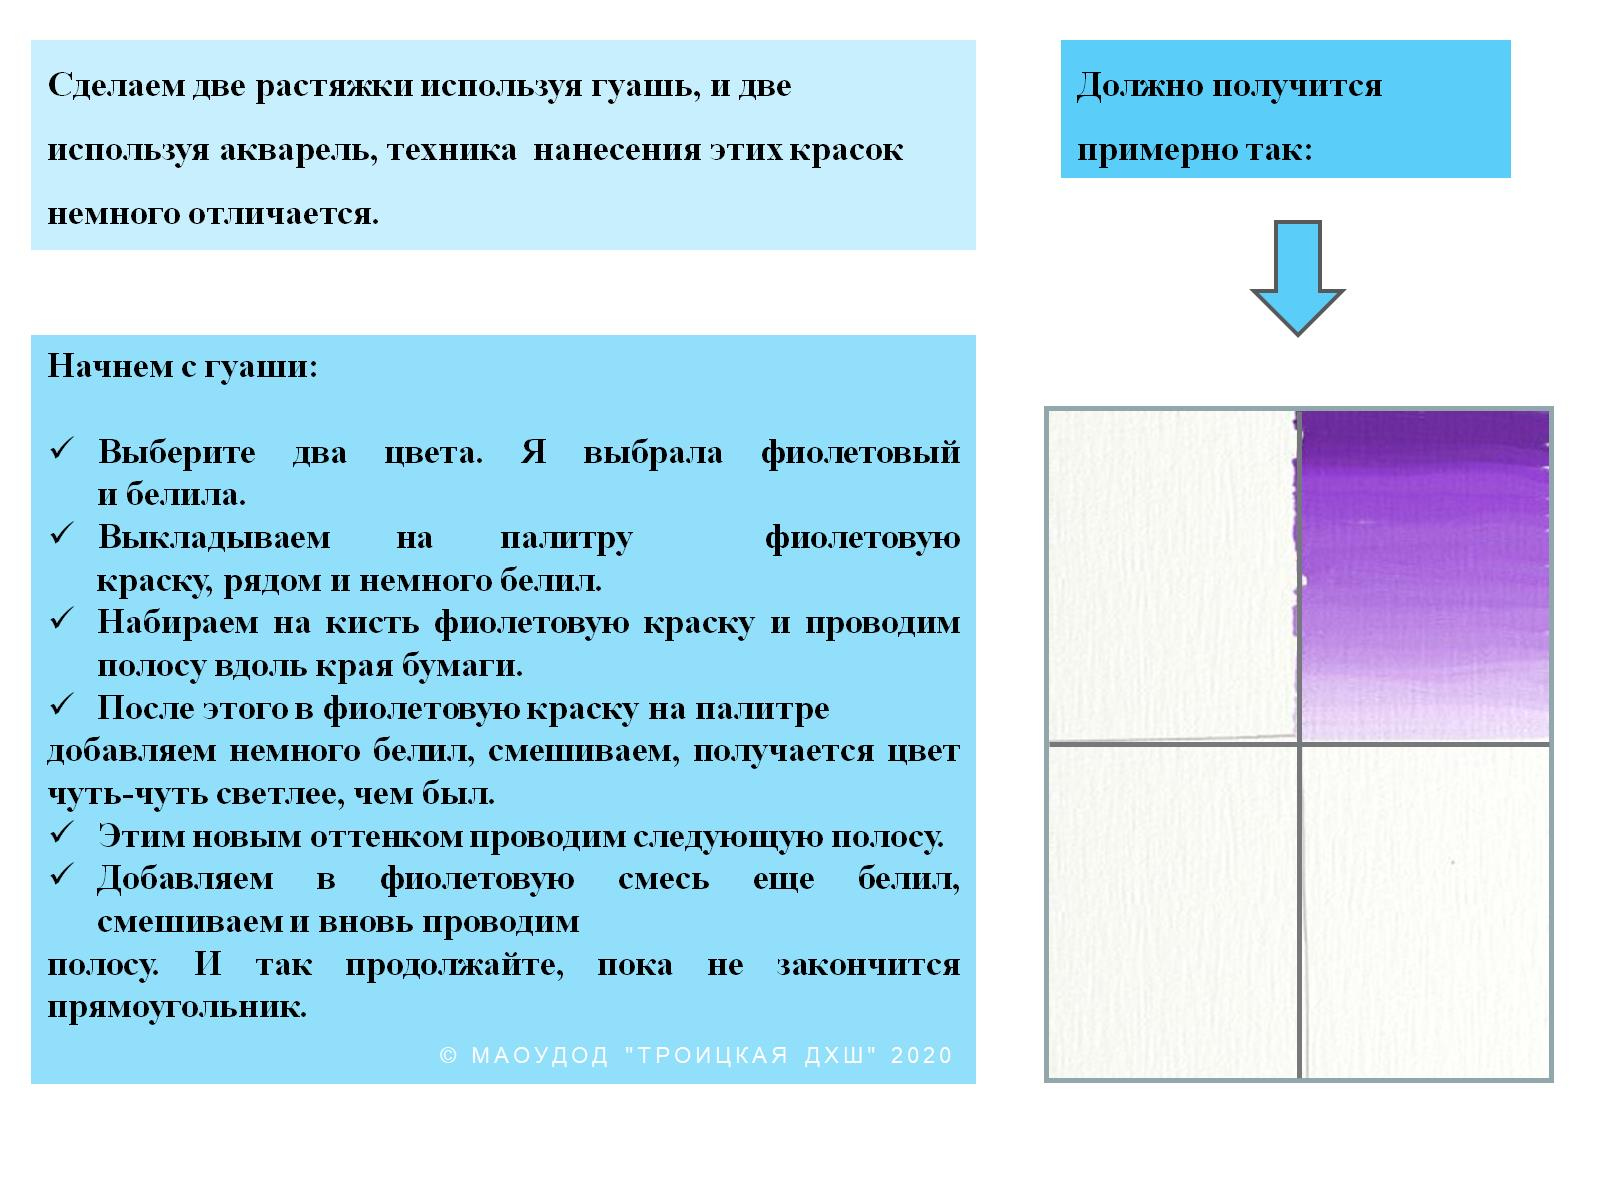 Сделаем две растяжки используя гуашь, и две
используя акварель, техника нанесения этих красок
немного отличается.
Должно получится
примерно так:
Начнем с гуаши:
✓ Выберите два цвета. Я выбрала фиолетовый
и белила.
✓ Выкладываем на палитру фиолетовую
краску, рядом и немного белил.
✓ Набираем на кисть фиолетовую краску и проводим
полосу вдоль края бумаги.
✓ После этого в фиолетовую краску на палитре
добавляем немного белил, смешиваем, получается цвет
чуть-чуть светлее, чем был.
✓ Этим новым оттенком проводим следующую полосу.
✓ Добавляем в фиолетовую смесь еще белил,
смешиваем и вновь проводим
полосу. И так продолжайте, пока не закончится
прямоугольник.
© МАОУДОД "ТРОИЦКАЯ ДХШ" 2020